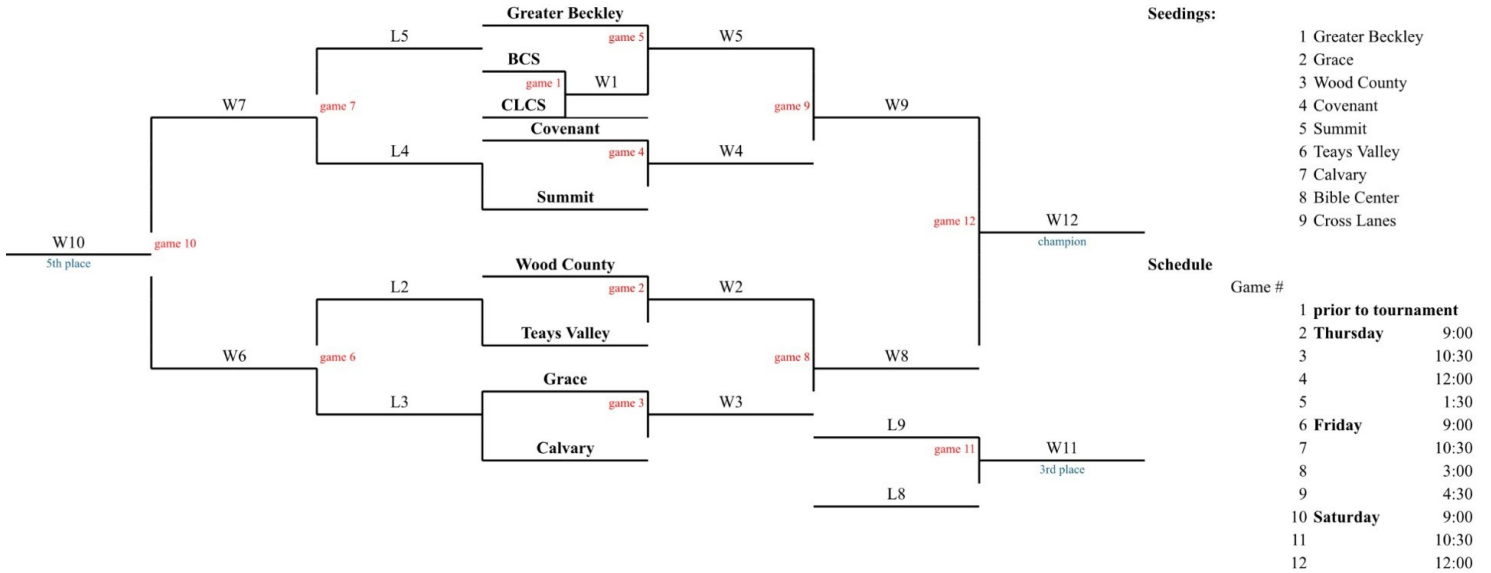 Greater Beckley
Seedings:
L5
game 5
W5
1 Greater Beckley
BCS
2 Grace
game 1
W1
3 Wood County
W7
game 7
CLCS
game 9
W9
4 Covenant
Covenant
5 Summit
L4
game 4
W4
6 Teays Valley
7 Calvary
Summit
8 Bible Center
game 12
W12
9 Cross Lanes
W10
game 10
champion
5th place
Wood County
Schedule
L2
game 2
W2
Game #
1 prior to tournament
Teays Valley
2 Thursday 9:00
W6
game 6
game 8
W8
3 10:30
Grace
4 12:00
L3
game 3
W3
5 1:30
L9
6 Friday 9:00
Calvary
game 11
W11
7 10:30
3rd place
8 3:00
L8
9 4:30
10 Saturday 9:00
11 10:30
12 12:00